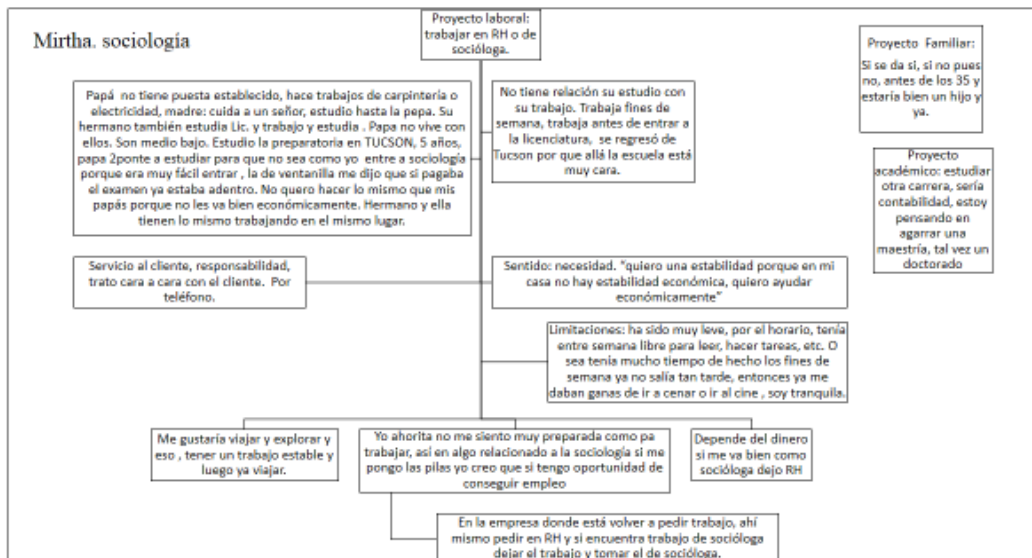 Mirtha. sociología
Proyecto laboral:
trabajar en RH o de
socióloga.
Proyecto Familiar:
Si se da si, si no pues
no, antes de los 35 y
estaría bien un hijo y
ya.
Papá no tiene puesta establecido, hace trabajos de carpintería o
electricidad, madre: cuida a un señor, estudio hasta la pepa. Su
hermano también estudia Lic. y trabajo y estudia . Papa no vive con
ellos. Son medio bajo. Estudio la preparatoria en TUCSON, 5 años,
papa 2ponte a estudiar para que no sea como yo entre a sociología
porque era muy fácil entrar , la de ventanilla me dijo que si pagaba
el examen ya estaba adentro. No quero hacer lo mismo que mis
papás porque no les va bien económicamente. Hermano y ella
tienen lo mismo trabajando en el mismo lugar.
No tiene relación su estudio con
su trabajo. Trabaja fines de
semana, trabaja antes de entrar a
la licenciatura, se regresó de
Tucson por que allá la escuela está
muy cara.
Proyecto
académico: estudiar
otra carrera, sería
contabilidad, estoy
pensando en
agarrar una
maestría, tal vez un
doctorado
Servicio al cliente, responsabilidad,
trato cara a cara con el cliente. Por
teléfono.
Sentido: necesidad. “quiero una estabilidad porque en mi
casa no hay estabilidad económica, quiero ayudar
económicamente”
Limitaciones: ha sido muy leve, por el horario, tenía
entre semana libre para leer, hacer tareas, etc. O
sea tenia mucho tiempo de hecho los fines de
semana ya no salía tan tarde, entonces ya me
daban ganas de ir a cenar o ir al cine , soy tranquila.
Me gustaría viajar y explorar y
eso , tener un trabajo estable y
luego ya viajar.
Yo ahorita no me siento muy preparada como pa
trabajar, asi en algo relacionado a la sociología si me
pongo las pilas yo creo que si tengo oportunidad de
conseguir empleo
Depende del dinero
si me va bien como
socióloga dejo RH
En la empresa donde está volver a pedir trabajo, ahí
mismo pedir en RH y si encuentra trabajo de socióloga
dejar el trabajo y tomar el de socióloga.